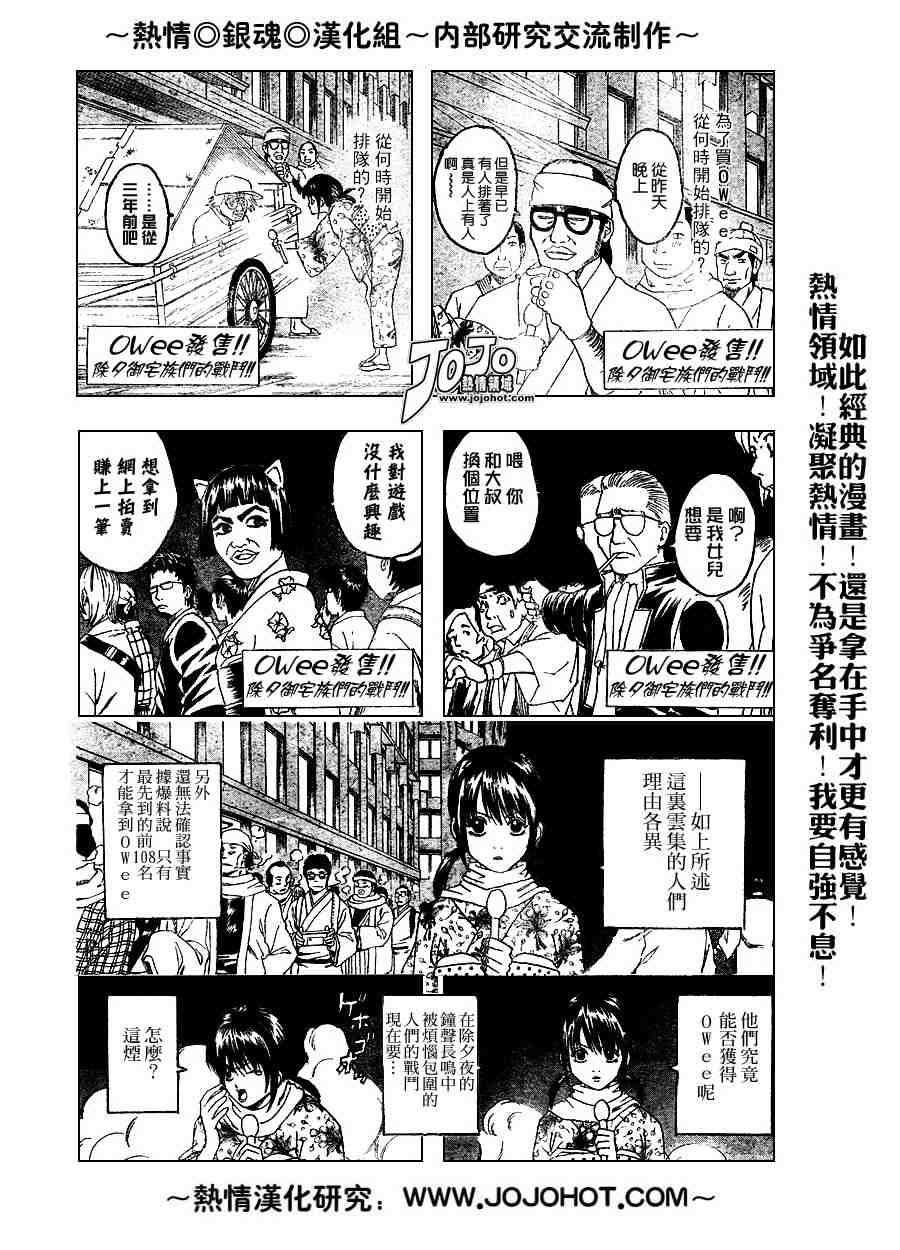 ～熱情◎銀魂◎漢化組～内部研究交流制作～
為了買OWee
從何時開始
排隊的？
從昨天
晚上
但是早已
有人排著了
真是人上有人
啊～～
OWee發售!!
除夕御宅族們的戰鬥!!
從何時開始
排隊的？
……是從
三年前吧
OWee發售!!
除夕御宅族們的戰鬥!!
JOJO
熱情領域
www.jojohot.com
啊？
是我女兒
想要
喂 你
和大叔
換個位置
OWee發售!!
除夕御宅族們的戰鬥!!
我對遊戲
沒什麼興趣
想拿到
網上拍賣
賺上一筆
OWee發售!!
除夕御宅族們的戰鬥!!
——如上所述
這裏雲集的人們
理由各異
另外
還無法確認事實
據爆料說 只有
最先到的前108名
才能拿到OWee
他們究竟
能否獲得
OWee呢
在除夕夜的
鐘聲長鳴中
被煩惱包圍的
人們的戰鬥
現在要…
ゲホゴホ
怎麼？
這煙
如此經典的漫畫！還是拿在手中才更有感覺！
熱情領域！凝聚熱情！不為爭名奪利！我要自強不息！
～熱情漢化研究：WWW.JOJOHOT.COM～